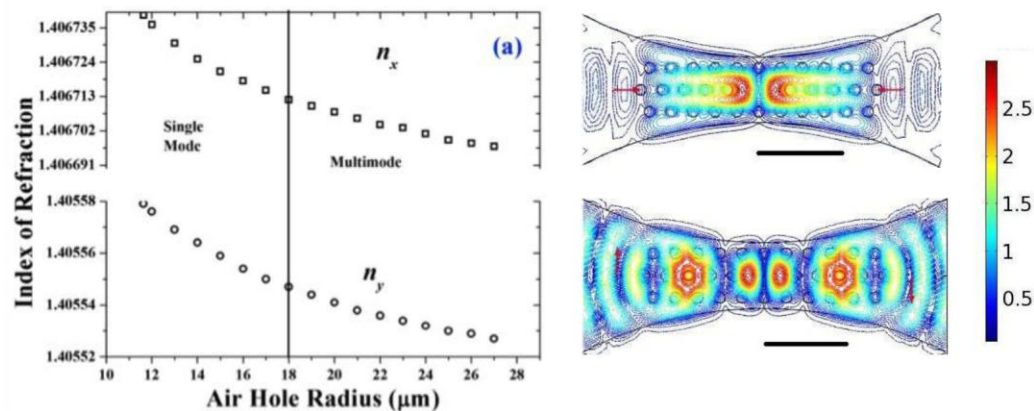 1.406735
1.406724
1.406713
1.406702
1.406691
(a)
nx
Single
Mode
Multimode
1.40558
1.40556
1.40554
1.40552
ny
Index of Refraction
10 12 14 16 18 20 22 24 26 28
Air Hole Radius (μm)
2.5
2
1.5
1
0.5